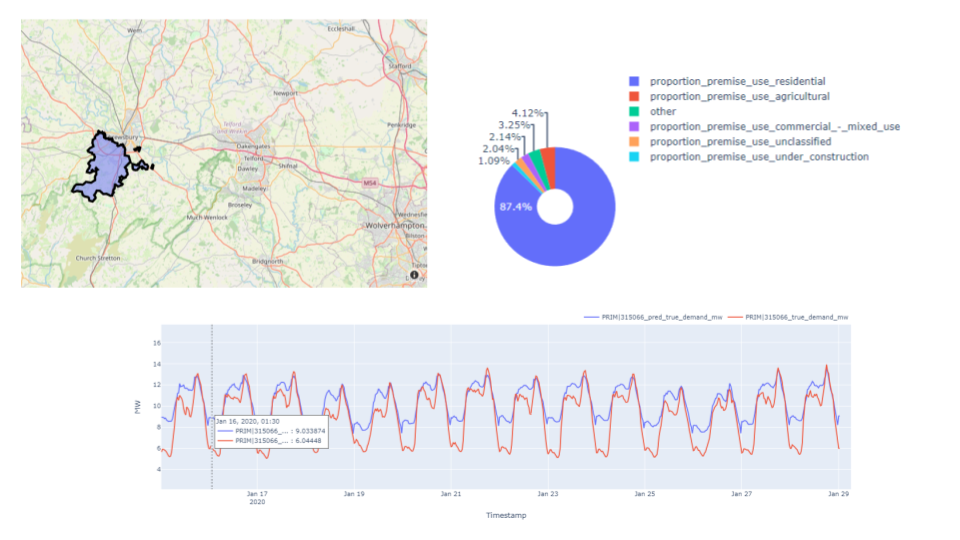 Wem
Eccleshall
Stafford
Newport
Telford
and Wrekin
Penkridge
Oakengates
Telford
Shifnal
Dawley
M54
Madeley
Broseley
Much Wenlock
Wolverhampton
Bilston
Church Stretton
Bridgnorth
proportion_premise_use_residential
proportion_premise_use_agricultural
other
proportion_premise_use_commercial_-_mixed_use
proportion_premise_use_unclassified
proportion_premise_use_under_construction
4.12%
3.25%
2.14%
2.04%
1.09%
87.4%
PRIM|315066_pred_true_demand_mw PRIM|315066_true_demand_mw
16
14
12
10
8
6
4
MW
Jan 16, 2020, 01:30
PRIM|315066_... : 9.033874
PRIM|315066_... : 6.04448
Jan 17 Jan 19 Jan 21 Jan 23 Jan 25 Jan 27 Jan 29
2020
Timestamp